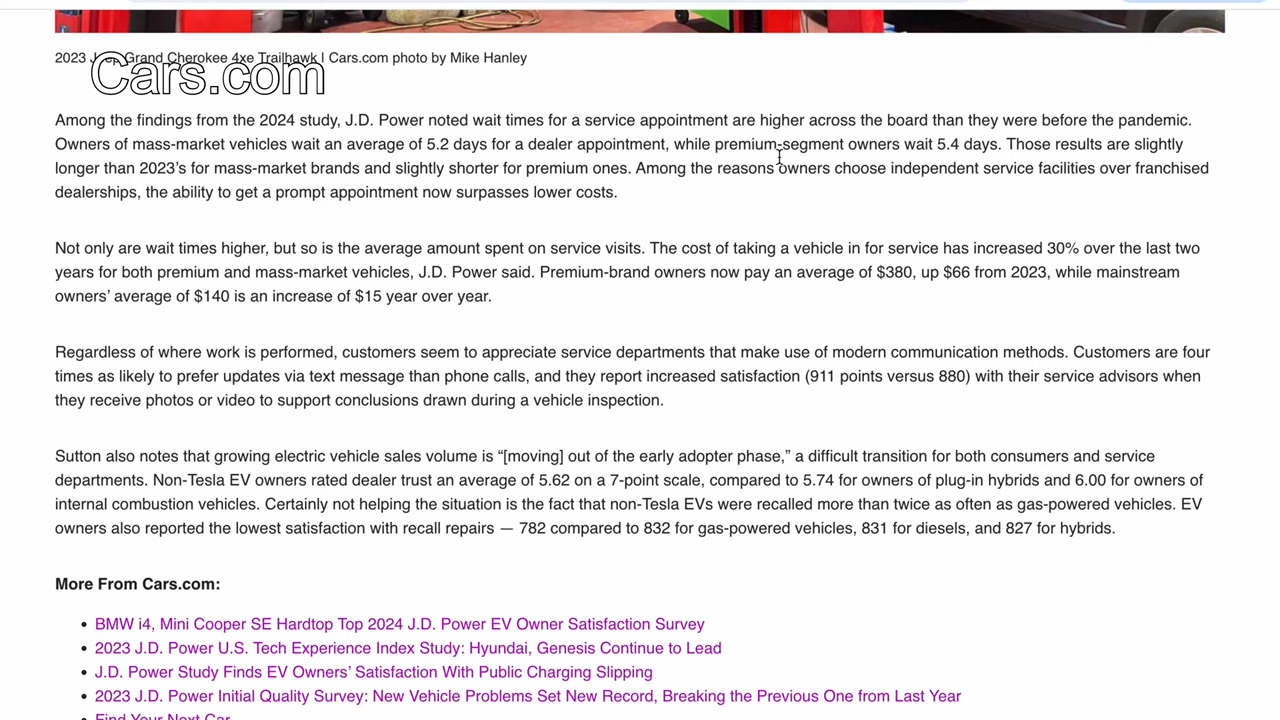 2023 Jeep Grand Cherokee 4xe Trailhawk | Cars.com photo by Mike Hanley
Cars.com
Among the findings from the 2024 study, J.D. Power noted wait times for a service appointment are higher across the board than they were before the pandemic.
Owners of mass-market vehicles wait an average of 5.2 days for a dealer appointment, while premium-segment owners wait 5.4 days. Those results are slightly
longer than 2023’s for mass-market brands and slightly shorter for premium ones. Among the reasons owners choose independent service facilities over franchised
dealerships, the ability to get a prompt appointment now surpasses lower costs.
Not only are wait times higher, but so is the average amount spent on service visits. The cost of taking a vehicle in for service has increased 30% over the last two
years for both premium and mass-market vehicles, J.D. Power said. Premium-brand owners now pay an average of $380, up $66 from 2023, while mainstream
owners’ average of $140 is an increase of $15 year over year.
Regardless of where work is performed, customers seem to appreciate service departments that make use of modern communication methods. Customers are four
times as likely to prefer updates via text message than phone calls, and they report increased satisfaction (911 points versus 880) with their service advisors when
they receive photos or video to support conclusions drawn during a vehicle inspection.
Sutton also notes that growing electric vehicle sales volume is “[moving] out of the early adopter phase,” a difficult transition for both consumers and service
departments. Non-Tesla EV owners rated dealer trust an average of 5.62 on a 7-point scale, compared to 5.74 for owners of plug-in hybrids and 6.00 for owners of
internal combustion vehicles. Certainly not helping the situation is the fact that non-Tesla EVs were recalled more than twice as often as gas-powered vehicles. EV
owners also reported the lowest satisfaction with recall repairs — 782 compared to 832 for gas-powered vehicles, 831 for diesels, and 827 for hybrids.
More From Cars.com:
• BMW i4, Mini Cooper SE Hardtop Top 2024 J.D. Power EV Owner Satisfaction Survey
• 2023 J.D. Power U.S. Tech Experience Index Study: Hyundai, Genesis Continue to Lead
• J.D. Power Study Finds EV Owners’ Satisfaction With Public Charging Slipping
• 2023 J.D. Power Initial Quality Survey: New Vehicle Problems Set New Record, Breaking the Previous One from Last Year
• Find Your Next Car